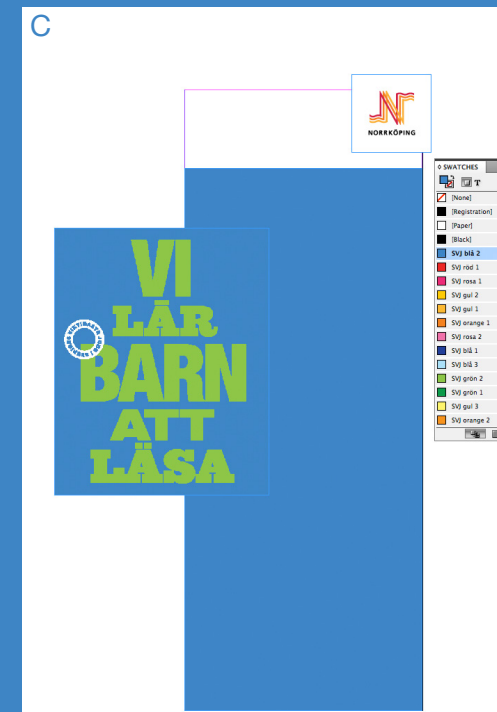 C
NORRKÖPING
VI
LÄR
BARN
ATT
LÄSA
SWATCHES
T
[None]
[Registration]
[Paper]
[Black]
SVJ blå 2
SVJ röd 1
SVJ rosa 1
SVJ gul 2
SVJ gul 1
SVJ orange 1
SVJ rosa 2
SVJ blå 1
SVJ blå 3
SVJ grön 2
SVJ grön 1
SVJ gul 3
SVJ orange 2